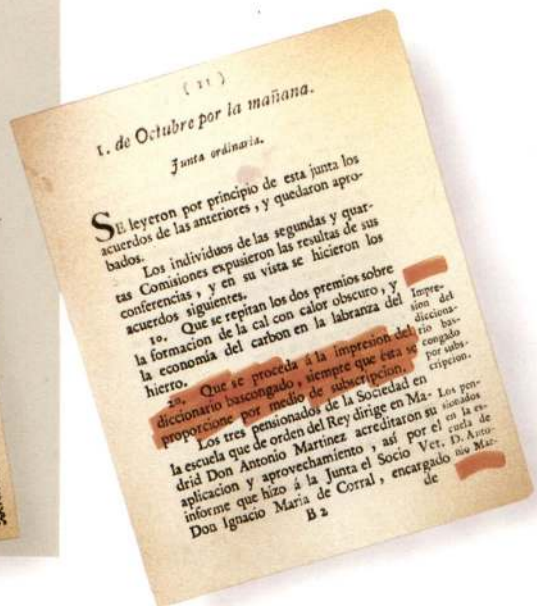 ( 11 )
1. de Octubre por la mañana.
Junta ordinaria.
SE leyeron por principio de esta junta los
acuerdos de las anteriores , y quedaron apro-
bados.
Los individuos de las segundas y quar-
tas Comisiones expusieron las resultas de sus
conferencias , y en su vista se hicieron los
acuerdos siguientes.
1º. Que se repitan los dos premios sobre
la formacion de la cal con calor obscuro , y
la economía del carbon en la labranza del
hierro.
2º. Que se proceda á la impresion del
diccionario bascongado , siempre que ésta se
proporcione por medio de subscripcion.
Impre-
sion del
dicciona-
rio bas-
congado
por subs-
cripcion.
Los tres pensionados de la Sociedad en
la escuela que de orden del Rey dirige en Ma-
drid Don Antonio Martinez acreditaron su
aplicacion y aprovechamiento , así por el
informe que hizo á la Junta el Socio Vet.
Don Ignacio Maria de Corral , encargado
de
Los pen-
sionados
en la es-
cuela de
D. Anto-
nio Mar-
B 2